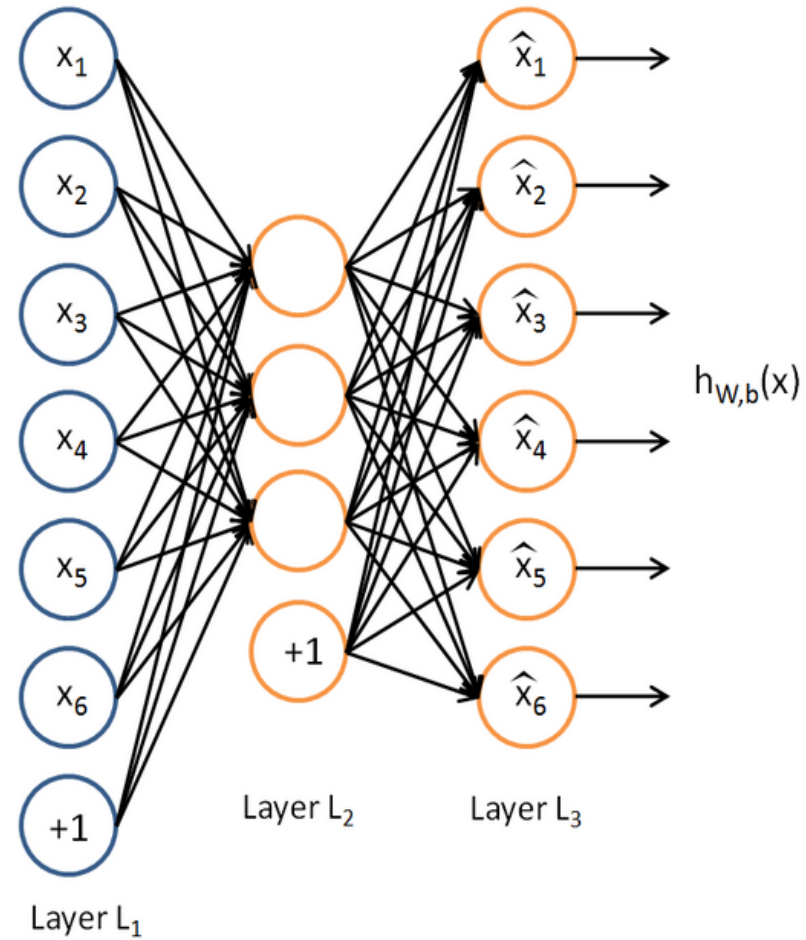 x₁
x₂
x₃
x₄
x₅
x₆
+1
Layer L₁
+1
Layer L₂
x̂₁
x̂₂
x̂₃
x̂₄
x̂₅
x̂₆
Layer L₃
h_W,b(x)